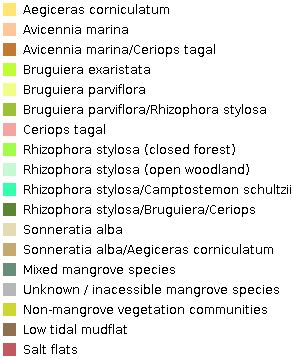 Aegiceras corniculatum
Avicennia marina
Avicennia marina/Ceriops tagal
Bruguiera exaristata
Bruguiera parviflora
Bruguiera parviflora/Rhizophora stylosa
Ceriops tagal
Rhizophora stylosa (closed forest)
Rhizophora stylosa (open woodland)
Rhizophora stylosa/Camptostemon schultzii
Rhizophora stylosa/Bruguiera/Ceriops
Sonneratia alba
Sonneratia alba/Aegiceras corniculatum
Mixed mangrove species
Unknown / inacessible mangrove species
Non-mangrove vegetation communities
Low tidal mudflat
Salt flats